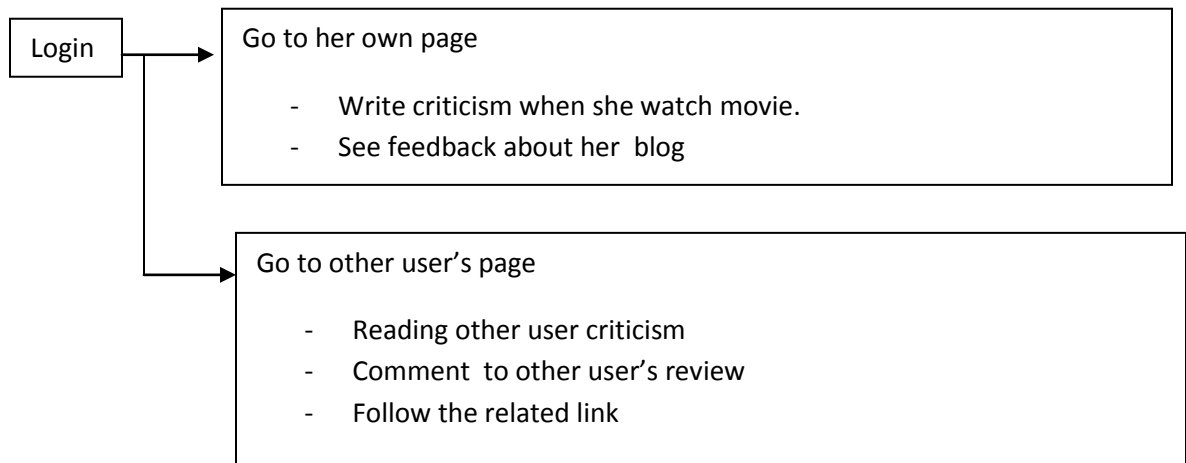 Login
Go to her own page
- Write criticism when she watch movie.
- See feedback about her blog
Go to other user's page
- Reading other user criticism
- Comment to other user's review
- Follow the related link